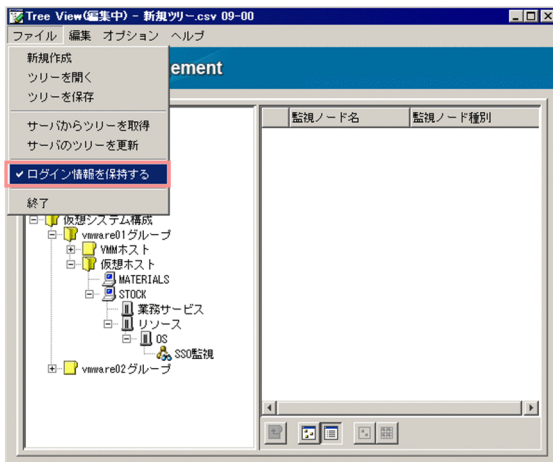 Tree View(編集中) - 新規ツリー.csv 09-00
ファイル 編集 オプション ヘルプ
新規作成
ツリーを開く
ツリーを保存
サーバからツリーを取得
サーバのツリーを更新
ログイン情報を保持する
終了
ement
監視ノード名 監視ノード種別
仮想システム構成
vmware01グループ
VMMホスト
仮想ホスト
MATERIALS
STOCK
業務サービス
リソース
OS
SSO監視
vmware02グループ